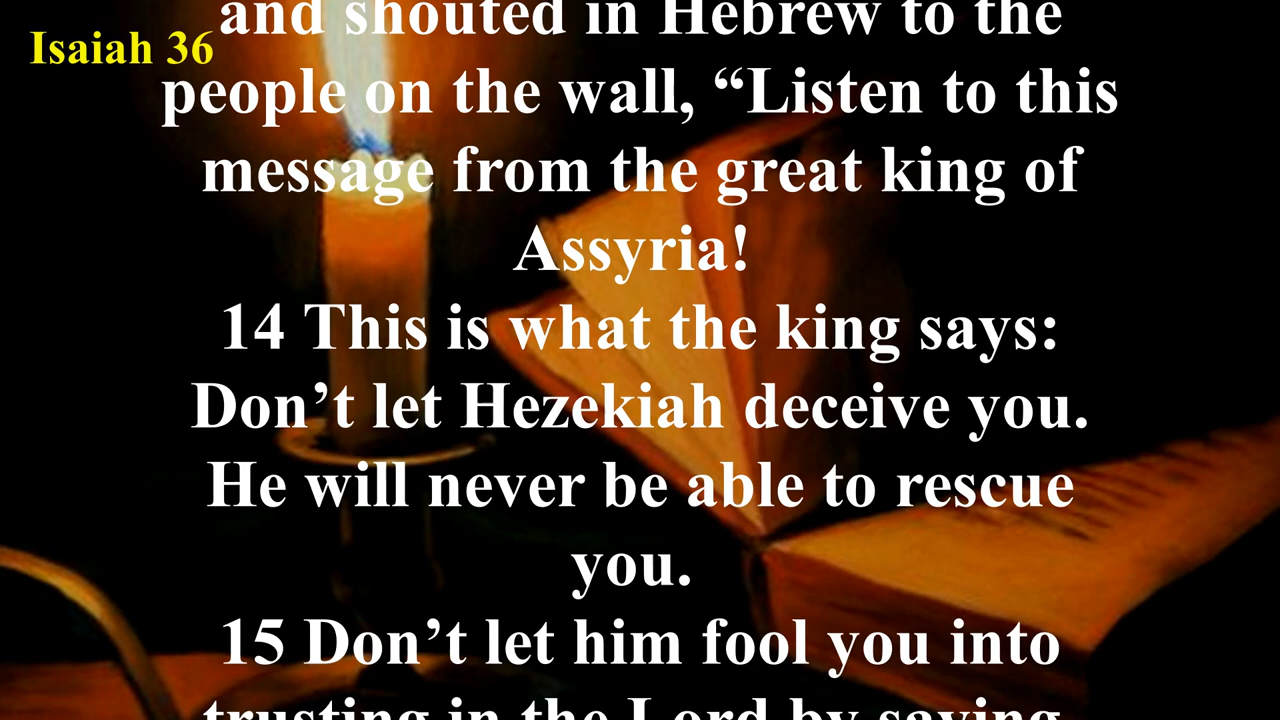 Isaiah 36
and shouted in Hebrew to the
people on the wall, “Listen to this
message from the great king of
Assyria!
14 This is what the king says:
Don’t let Hezekiah deceive you.
He will never be able to rescue
you.
15 Don’t let him fool you into
trusting in the Lord by saying,